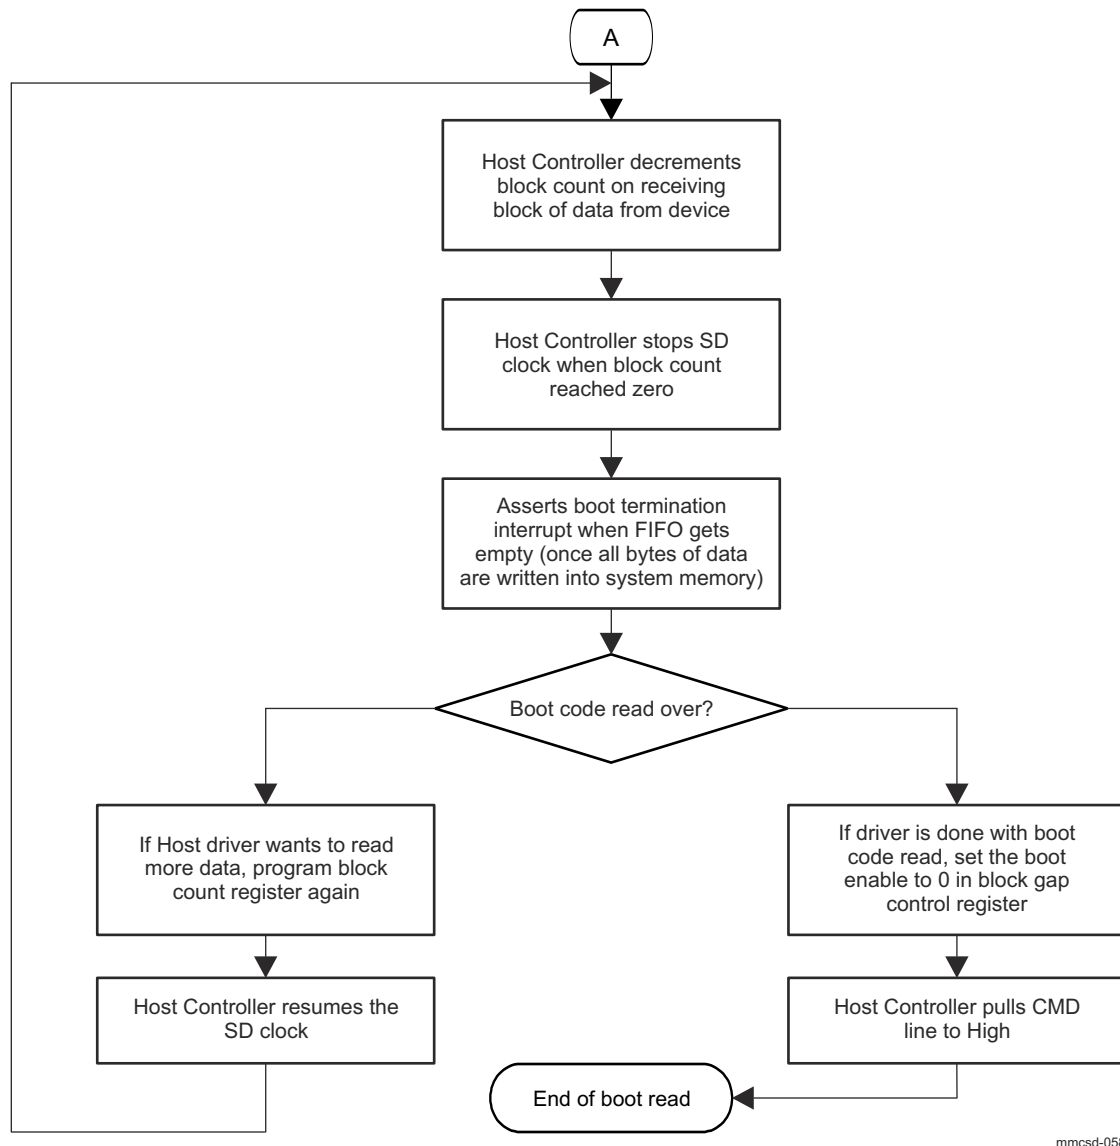 A
Host Controller decrements
block count on receiving
block of data from device
Host Controller stops SD
clock when block count
reached zero
Asserts boot termination
interrupt when FIFO gets
empty (once all bytes of data
are written into system memory)
Boot code read over?
If Host driver wants to read
more data, program block
count register again
Host Controller resumes the
SD clock
If driver is done with boot
code read, set the boot
enable to 0 in block gap
control register
Host Controller pulls CMD
line to High
End of boot read